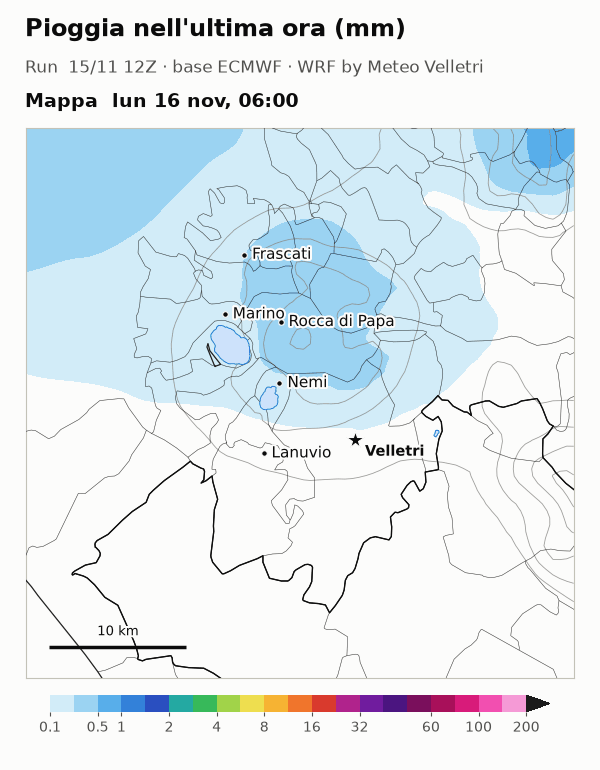 Pioggia nell'ultima ora (mm)
Run  15/11 12Z · base ECMWF · WRF by Meteo Velletri
Mappa  lun 16 nov, 06:00
Frascati
Marino
Rocca di Papa
Nemi
Lanuvio
Velletri
10 km
0.1 0.5 1 2 4 8 16 32 60 100 200